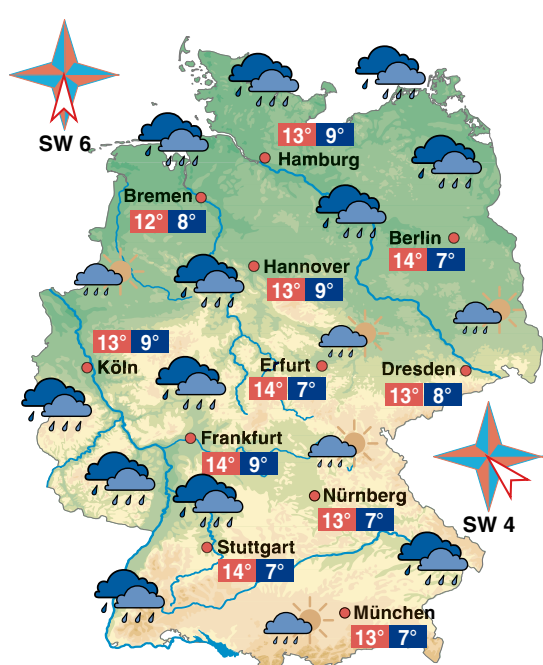 SW 6
13° 9°
Hamburg
Bremen
12° 8°
Berlin
14° 7°
Hannover
13° 9°
13° 9°
Köln
Erfurt
14° 7°
Dresden
13° 8°
Frankfurt
14° 9°
Nürnberg
13° 7°
SW 4
Stuttgart
14° 7°
München
13° 7°